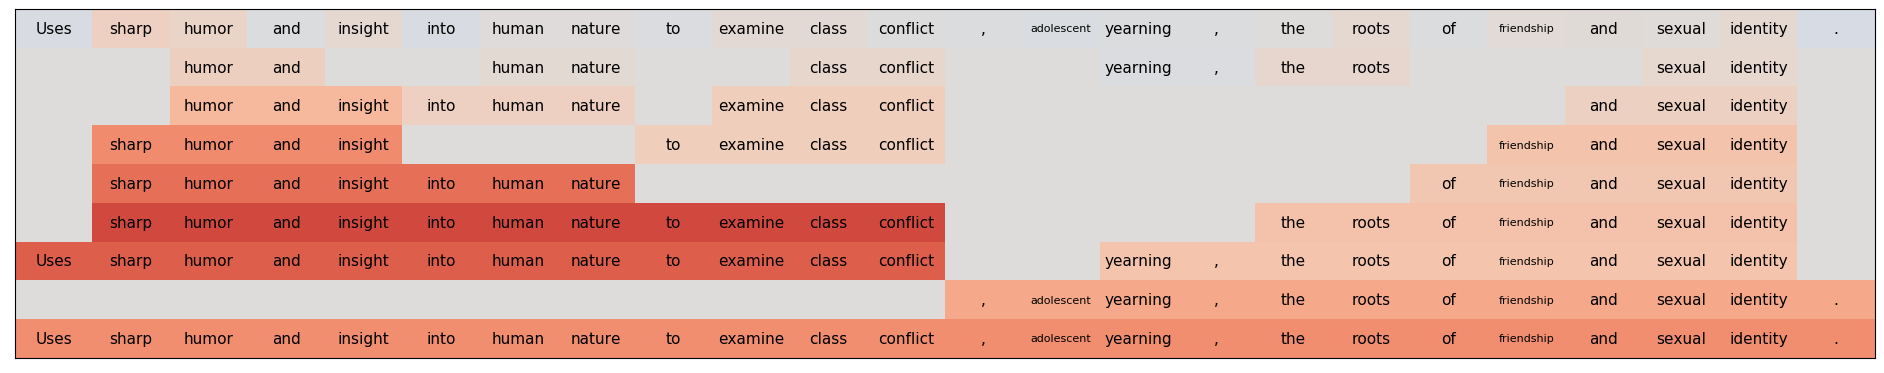 Uses sharp humor and insight into human nature to examine class conflict , adolescent yearning , the roots of friendship and sexual identity .
humor and human nature class conflict yearning , the roots sexual identity
humor and insight into human nature examine class conflict and sexual identity
sharp humor and insight to examine class conflict friendship and sexual identity
sharp humor and insight into human nature of friendship and sexual identity
sharp humor and insight into human nature to examine class conflict the roots of friendship and sexual identity
Uses sharp humor and insight into human nature to examine class conflict yearning , the roots of friendship and sexual identity
, adolescent yearning , the roots of friendship and sexual identity .
Uses sharp humor and insight into human nature to examine class conflict , adolescent yearning , the roots of friendship and sexual identity .